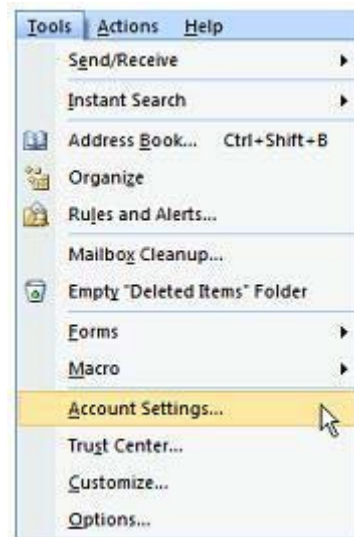 Tools Actions Help
Send/Receive
Instant Search
Address Book... Ctrl+Shift+B
Organize
Rules and Alerts...
Mailbox Cleanup...
Empty "Deleted Items" Folder
Forms
Macro
Account Settings...
Trust Center...
Customize...
Options...